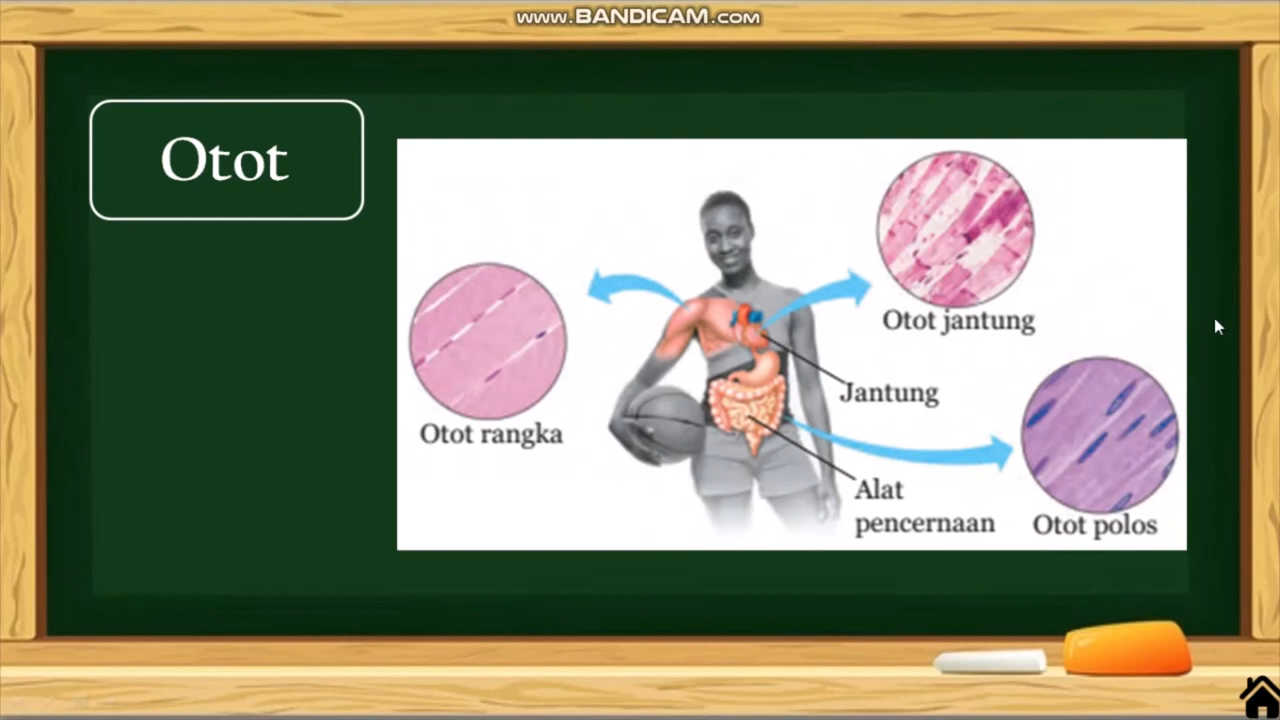 www.BANDICAM.com
Otot
Otot jantung
Jantung
Otot rangka
Alat
pencernaan
Otot polos